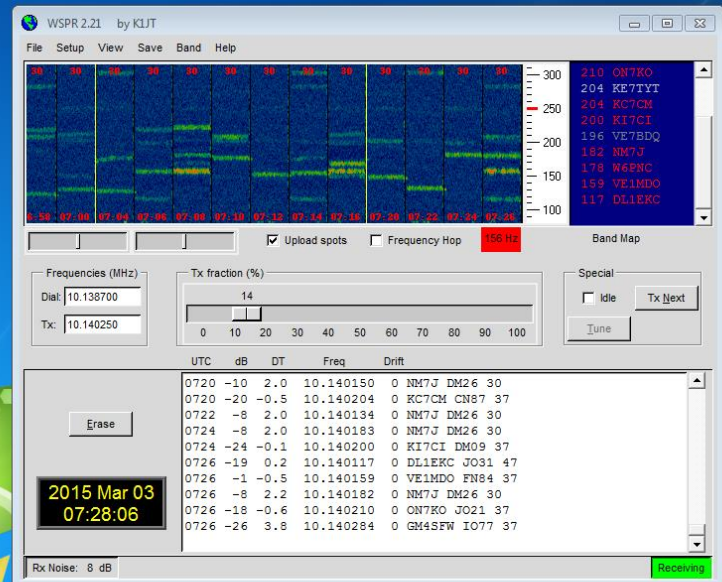 WSPR 2.21 by K1JT
File Setup View Save Band Help
30 30 30 30 30 30 30 30 30 30
300
250
200
150
100
07:00 07:04 07:06 07:08 07:10 07:12 07:14 07:16 07:20 07:22 07:24 07:26
210 ON7KO
204 KE7TYT
204 KC7CM
200 KI7CI
196 VE7BDQ
182 NM7J
178 W6PNC
159 VE1MDO
117 DL1EKC
Upload spots Frequency Hop 156 Hz Band Map
Frequencies (MHz)
Dial: 10.138700
Tx: 10.140250
Tx fraction (%)
14
0 10 20 30 40 50 60 70 80 90 100
Special
Idle Tx Next
Tune
UTC dB DT Freq Drift
0720 -10 2.0 10.140150 0 NM7J DM26 30
0720 -20 -0.5 10.140204 0 KC7CM CN87 37
0722 -8 2.0 10.140134 0 NM7J DM26 30
0724 -8 2.0 10.140183 0 NM7J DM26 30
0724 -24 -0.1 10.140200 0 KI7CI DM09 37
0726 -19 0.2 10.140117 0 DL1EKC JO31 47
0726 -1 -0.5 10.140159 0 VE1MDO FN84 37
0726 -8 2.2 10.140182 0 NM7J DM26 30
0726 -18 -0.6 10.140210 0 ON7KO JO21 37
0726 -26 3.8 10.140284 0 GM4SFW IO77 37
Erase
2015 Mar 03
07:28:06
Rx Noise: 8 dB
Receiving